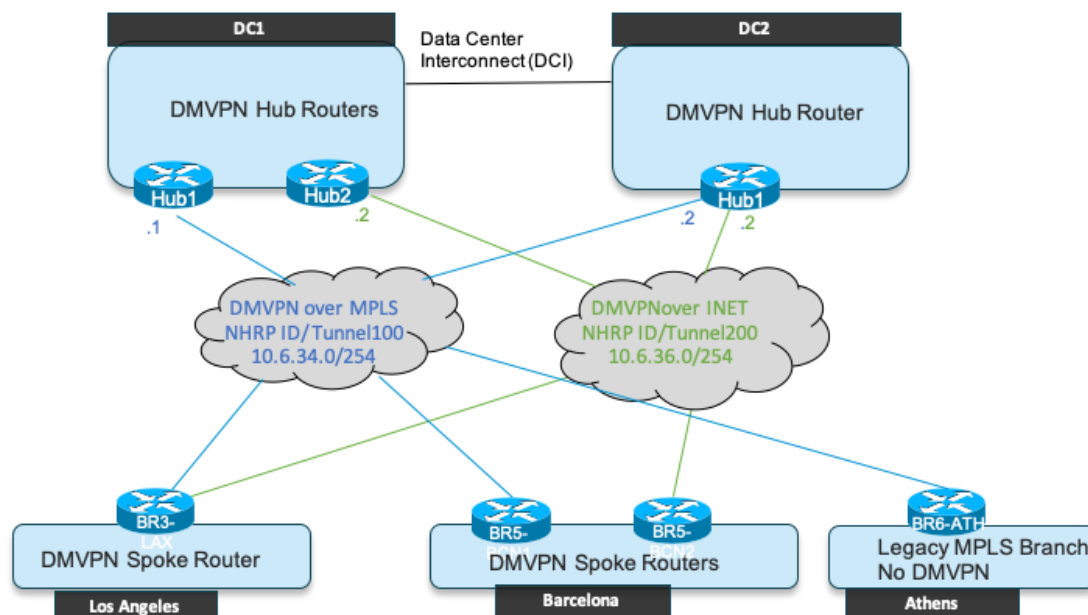 DC1
DC2
Data Center
Interconnect (DCI)
DMVPN Hub Routers
DMVPN Hub Router
Hub1
Hub2
Hub1
.1
.2
.2
.2
DMVPN over MPLS
NHRP ID/Tunnel100
10.6.34.0/254
DMVPNover INET
NHRP ID/Tunnel200
10.6.36.0/254
BR3-
LAX
BR5-
BCN1
BR5-
BCN2
BR6-ATH
DMVPN Spoke Router
DMVPN Spoke Routers
Legacy MPLS Branch
No DMVPN
Los Angeles
Barcelona
Athens